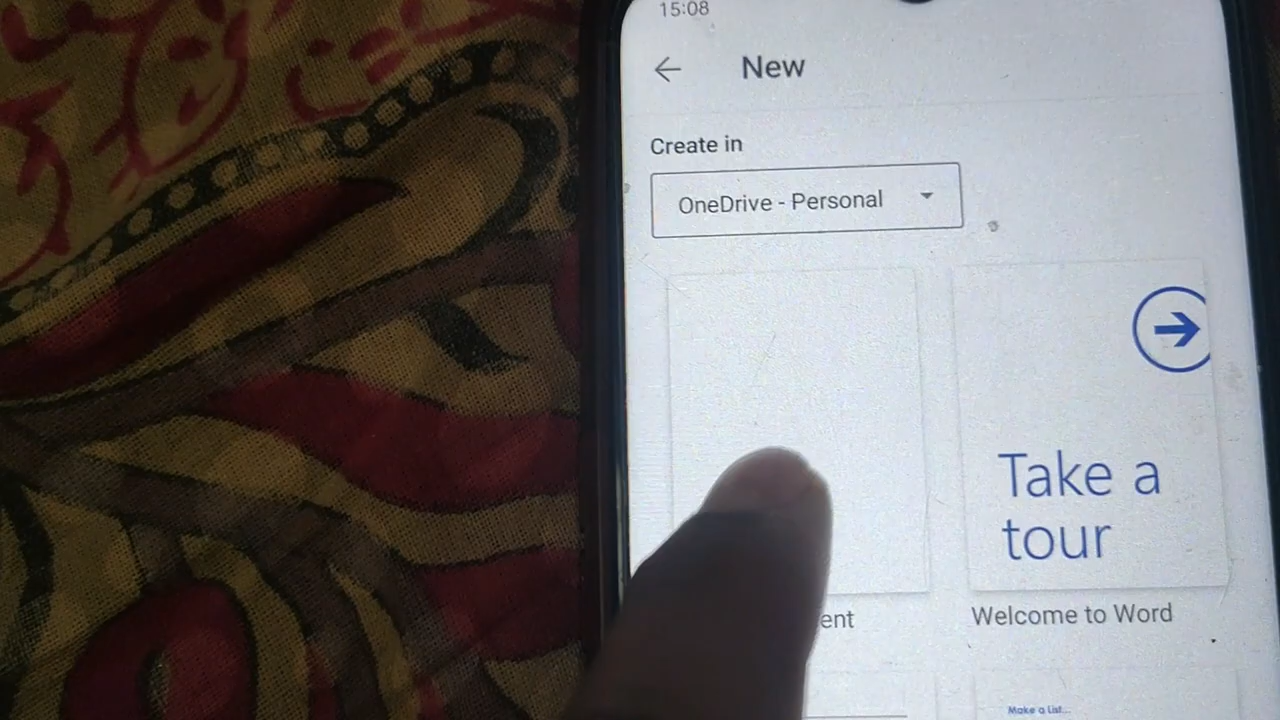 15:08
New
Create in
OneDrive - Personal
Take a
tour
ent
Welcome to Word
Make a List...